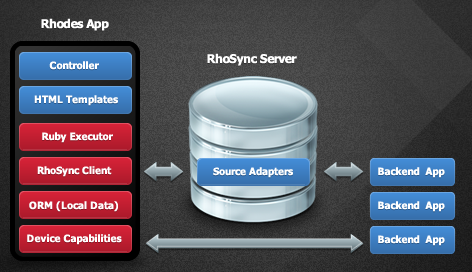 Rhodes App
Controller
HTML Templates
Ruby Executor
RhoSync Client
ORM (Local Data)
Device Capabilities
RhoSync Server
Source Adapters
Backend App
Backend App
Backend App